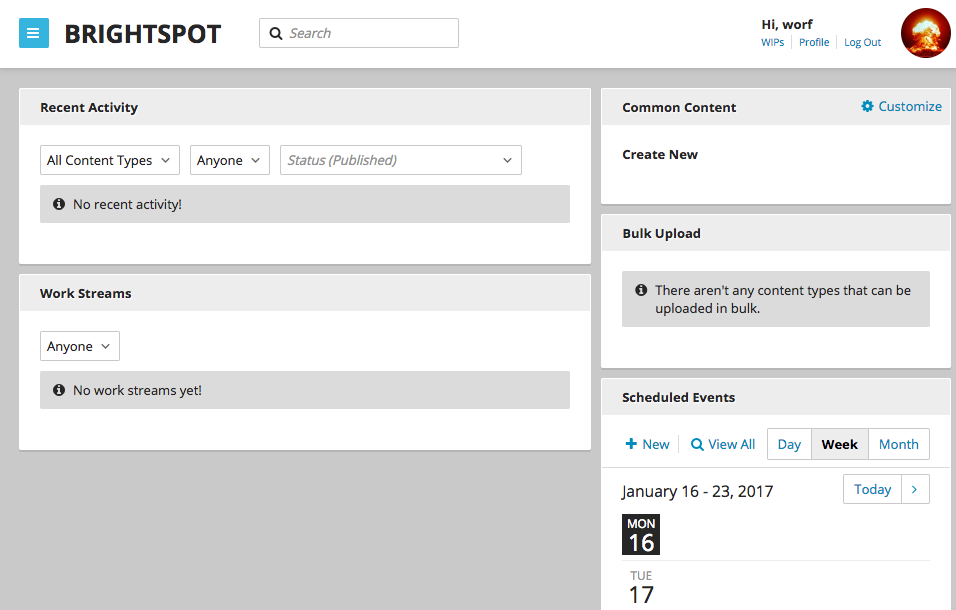 BRIGHTSPOT
Search
Hi, worf
WIPs Profile Log Out
Recent Activity
All Content Types Anyone Status (Published)
No recent activity!
Work Streams
Anyone
No work streams yet!
Common Content Customize
Create New
Bulk Upload
There aren't any content types that can be
uploaded in bulk.
Scheduled Events
New View All Day Week Month
January 16 - 23, 2017 Today
MON
16
TUE
17